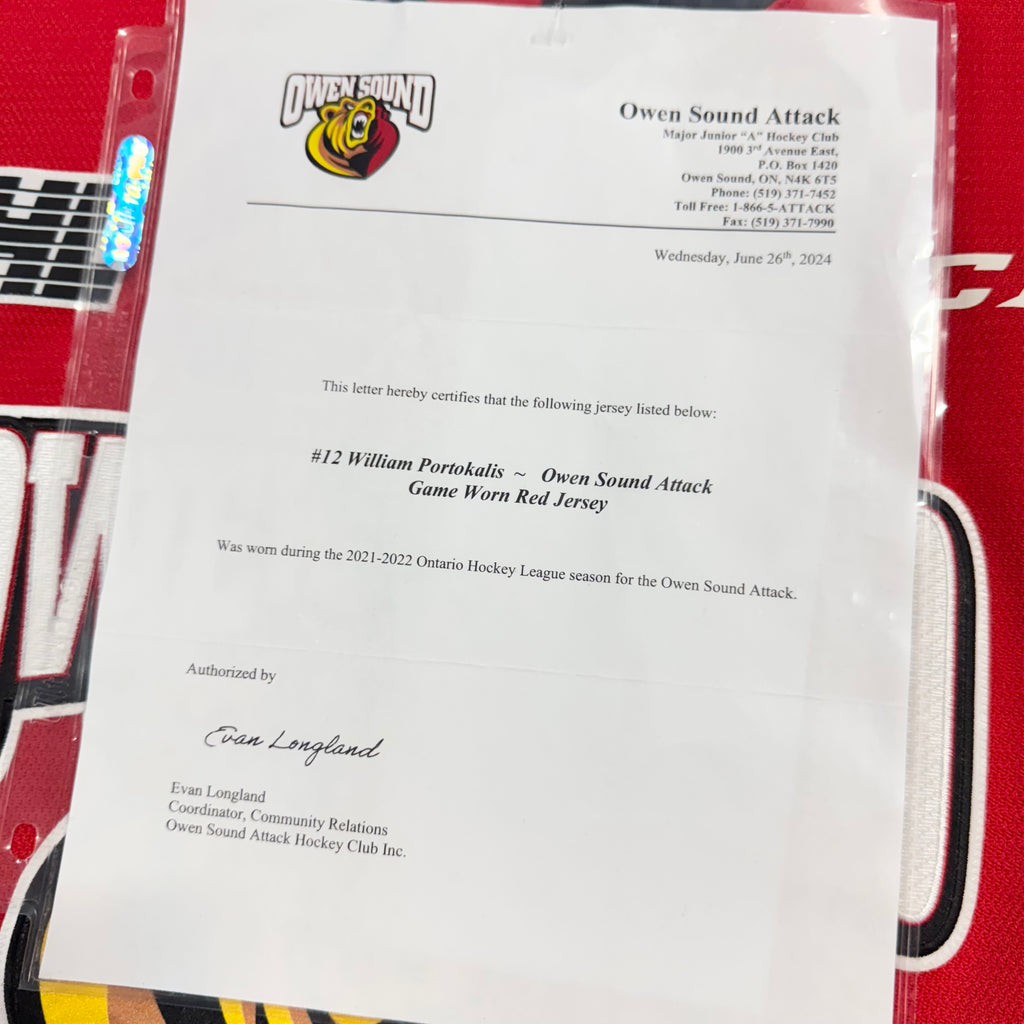 OWEN SOUND
Owen Sound Attack
Major Junior "A" Hockey Club
1900 3rd Avenue East,
P.O. Box 1420
Owen Sound, ON, N4K 6T5
Phone: (519) 371-7452
Toll Free: 1-866-5-ATTACK
Fax: (519) 371-7990
Wednesday, June 26th, 2024
This letter hereby certifies that the following jersey listed below:
#12 William Portokalis ~ Owen Sound Attack
Game Worn Red Jersey
Was worn during the 2021-2022 Ontario Hockey League season for the Owen Sound Attack.
Authorized by
Evan Longland
Evan Longland
Coordinator, Community Relations
Owen Sound Attack Hockey Club Inc.